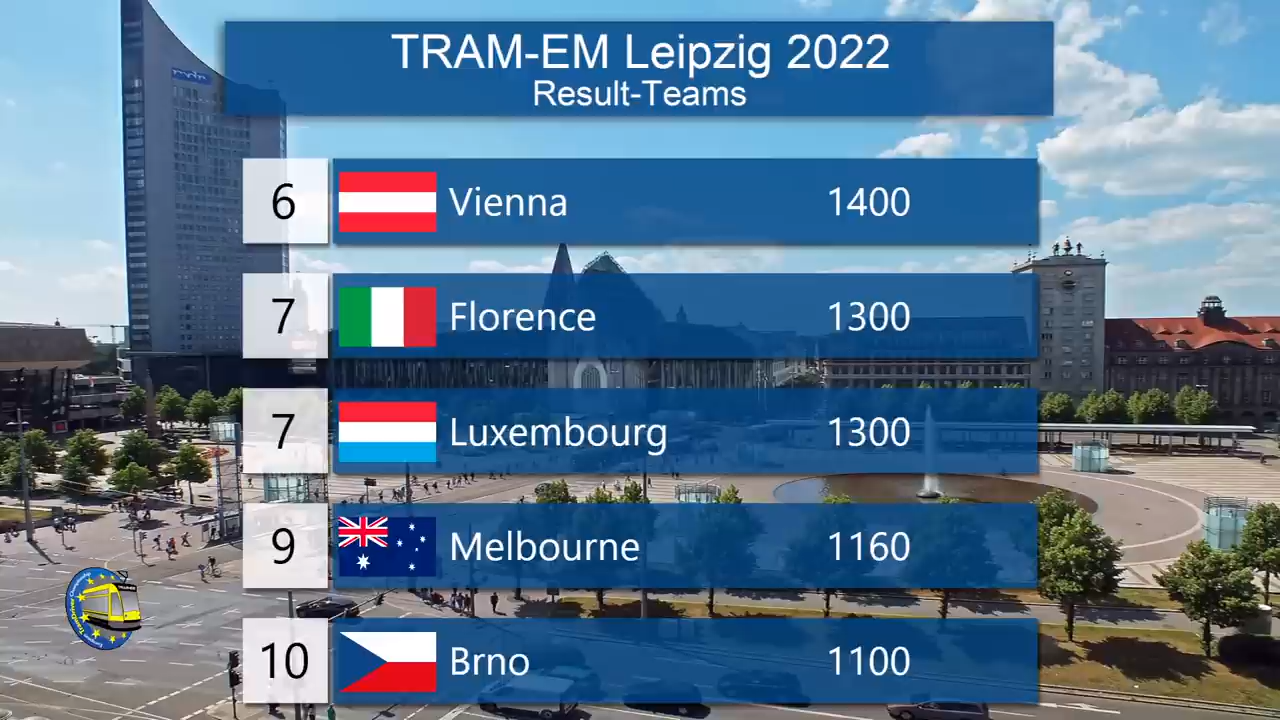 TRAM-EM Leipzig 2022
Result-Teams
mdr
6 Vienna 1400
7 Florence 1300
7 Luxembourg 1300
9 Melbourne 1160
10 Brno 1100